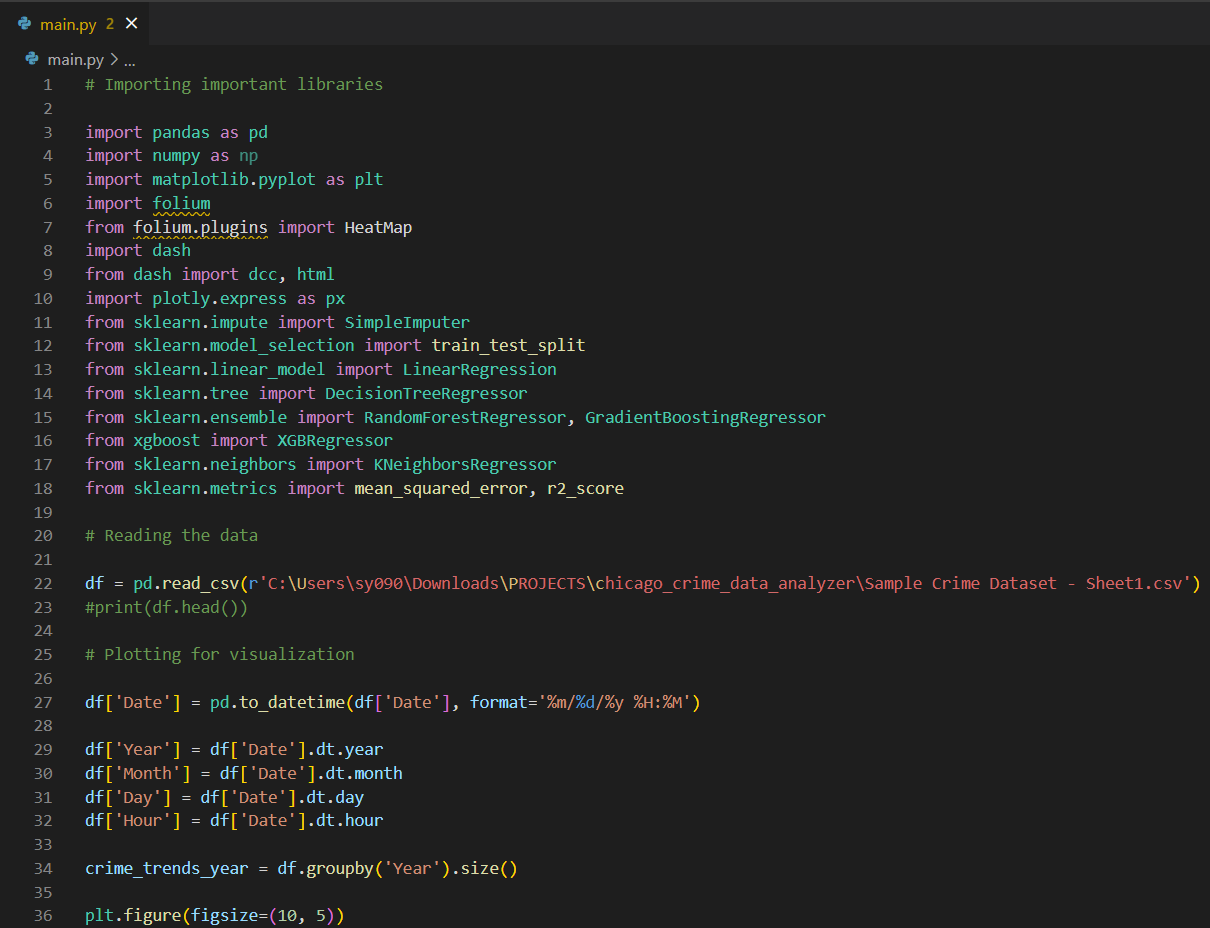 main.py 2 ×
main.py > ...
1 # Importing important libraries
2
3 import pandas as pd
4 import numpy as np
5 import matplotlib.pyplot as plt
6 import folium
7 from folium.plugins import HeatMap
8 import dash
9 from dash import dcc, html
10 import plotly.express as px
11 from sklearn.impute import SimpleImputer
12 from sklearn.model_selection import train_test_split
13 from sklearn.linear_model import LinearRegression
14 from sklearn.tree import DecisionTreeRegressor
15 from sklearn.ensemble import RandomForestRegressor, GradientBoostingRegressor
16 from xgboost import XGBRegressor
17 from sklearn.neighbors import KNeighborsRegressor
18 from sklearn.metrics import mean_squared_error, r2_score
19
20 # Reading the data
21
22 df = pd.read_csv(r'C:\Users\sy090\Downloads\PROJECTS\chicago_crime_data_analyzer\Sample Crime Dataset - Sheet1.csv')
23 #print(df.head())
24
25 # Plotting for visualization
26
27 df['Date'] = pd.to_datetime(df['Date'], format='%m/%d/%y %H:%M')
28
29 df['Year'] = df['Date'].dt.year
30 df['Month'] = df['Date'].dt.month
31 df['Day'] = df['Date'].dt.day
32 df['Hour'] = df['Date'].dt.hour
33
34 crime_trends_year = df.groupby('Year').size()
35
36 plt.figure(figsize=(10, 5))